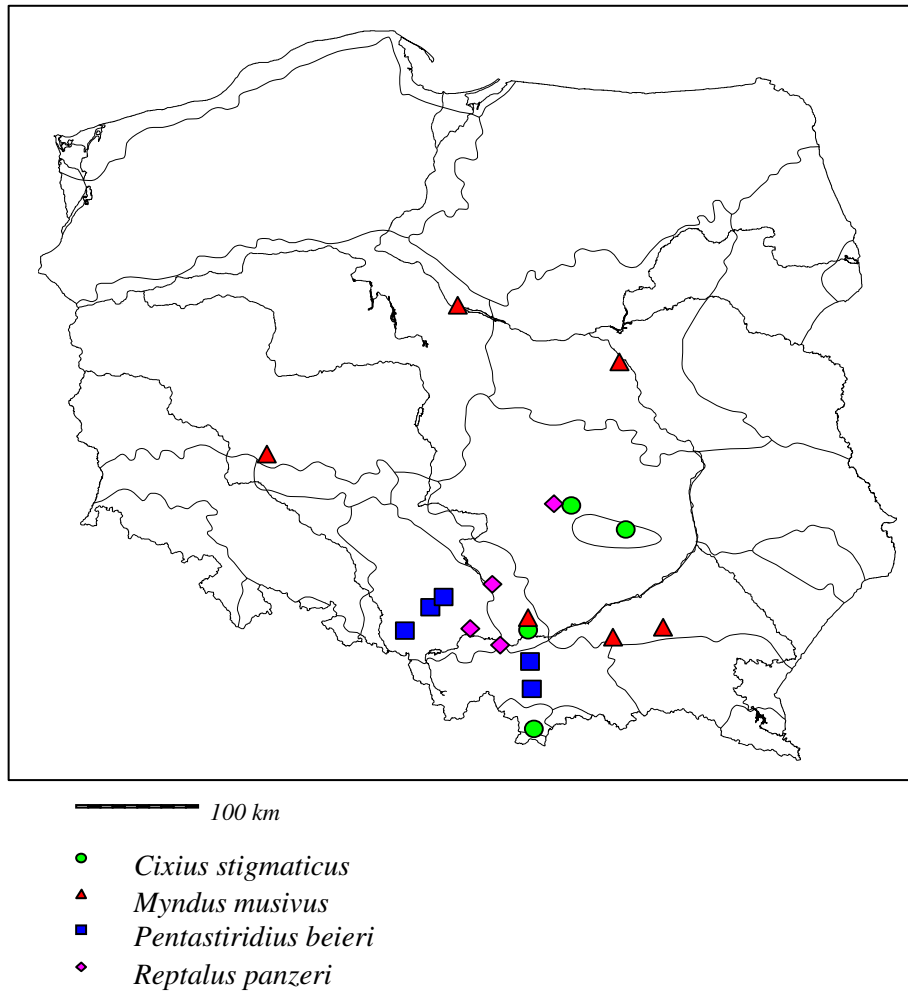 100 km
Cixius stigmaticus
Myndus musivus
Pentastiridius beieri
Reptalus panzeri